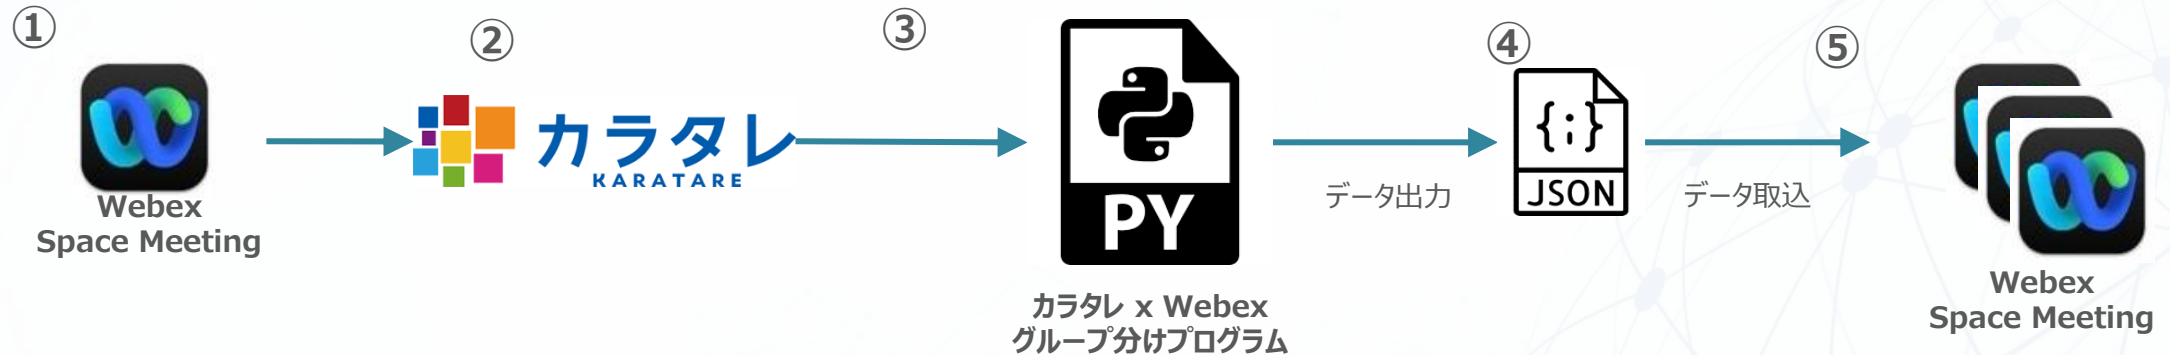 ①
②
③
④
⑤
Webex
Space Meeting
カラタレ
KARATARE
PY
カラタレ x Webex
グループ分けプログラム
データ出力
{;}
JSON
データ取込
Webex
Space Meeting